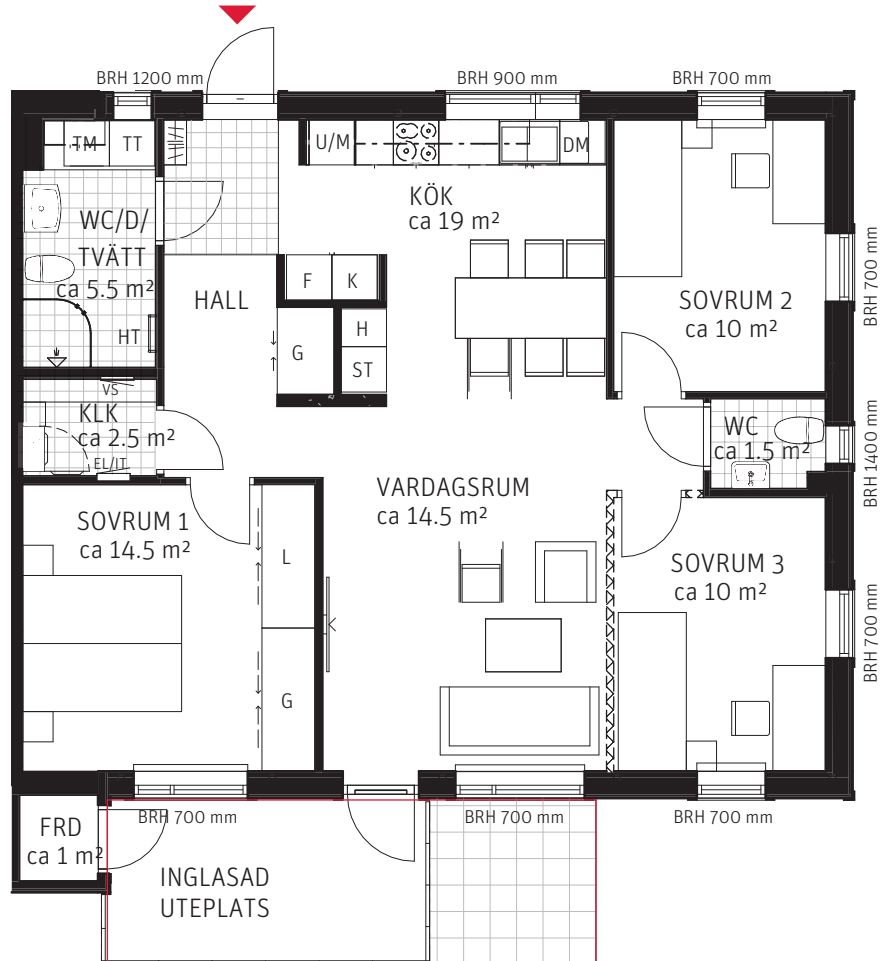 BRH 1200 mm
BRH 900 mm
BRH 700 mm
TM
TT
U/M
DM
WC/D/
TVÄTT
ca 5.5 m²
HT
KÖK
ca 19 m²
F
K
HALL
G
H
ST
SOVRUM 2
ca 10 m²
BRH 700 mm
VS
KLK
ca 2.5 m²
EL/IT
WC
ca 1.5 m²
BRH 1400 mm
SOVRUM 1
ca 14.5 m²
L
G
VARDAGSRUM
ca 14.5 m²
SOVRUM 3
ca 10 m²
BRH 700 mm
BRH 700 mm
BRH 700 mm
BRH 700 mm
FRD
ca 1 m²
INGLASAD
UTEPLATS